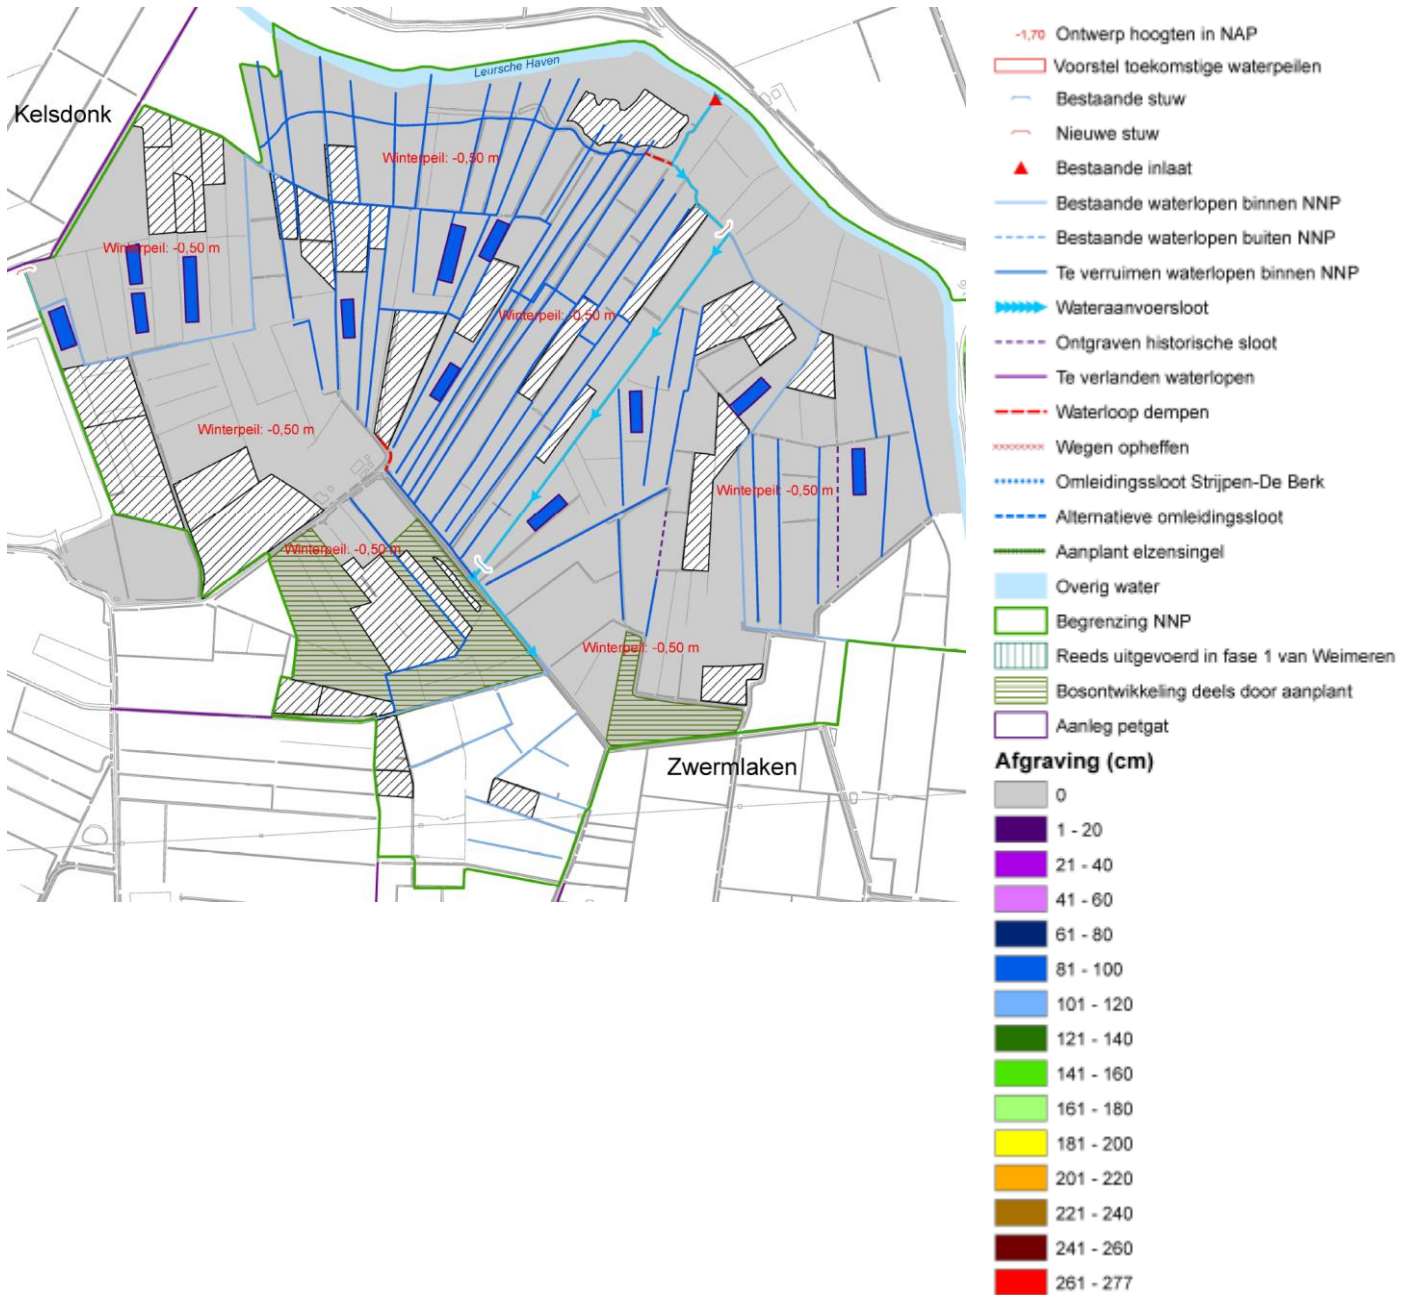 Leursche Haven
Kelsdonk
Winterpeil: -0,50 m
Winterpeil: -0,50 m
Winterpeil: -0,50 m
Winterpeil: -0,50 m
Winterpeil: -0,50 m
Winterpeil: -0,50 m
Winterpeil: -0,50 m
Zwermlaken
-1,70 Ontwerp hoogten in NAP
Voorstel toekomstige waterpeilen
Bestaande stuw
Nieuwe stuw
Bestaande inlaat
Bestaande waterlopen binnen NNP
Bestaande waterlopen buiten NNP
Te verruimen waterlopen binnen NNP
Wateraanvoersloot
Ontgraven historische sloot
Te verlanden waterlopen
Waterloop dempen
Wegen opheffen
Omleidingssloot Strijpen-De Berk
Alternatieve omleidingssloot
Aanplant elzensingel
Overig water
Begrenzing NNP
Reeds uitgevoerd in fase 1 van Weimeren
Bosontwikkeling deels door aanplant
Aanleg petgat
Afgraving (cm)
0
1 - 20
21 - 40
41 - 60
61 - 80
81 - 100
101 - 120
121 - 140
141 - 160
161 - 180
181 - 200
201 - 220
221 - 240
241 - 260
261 - 277